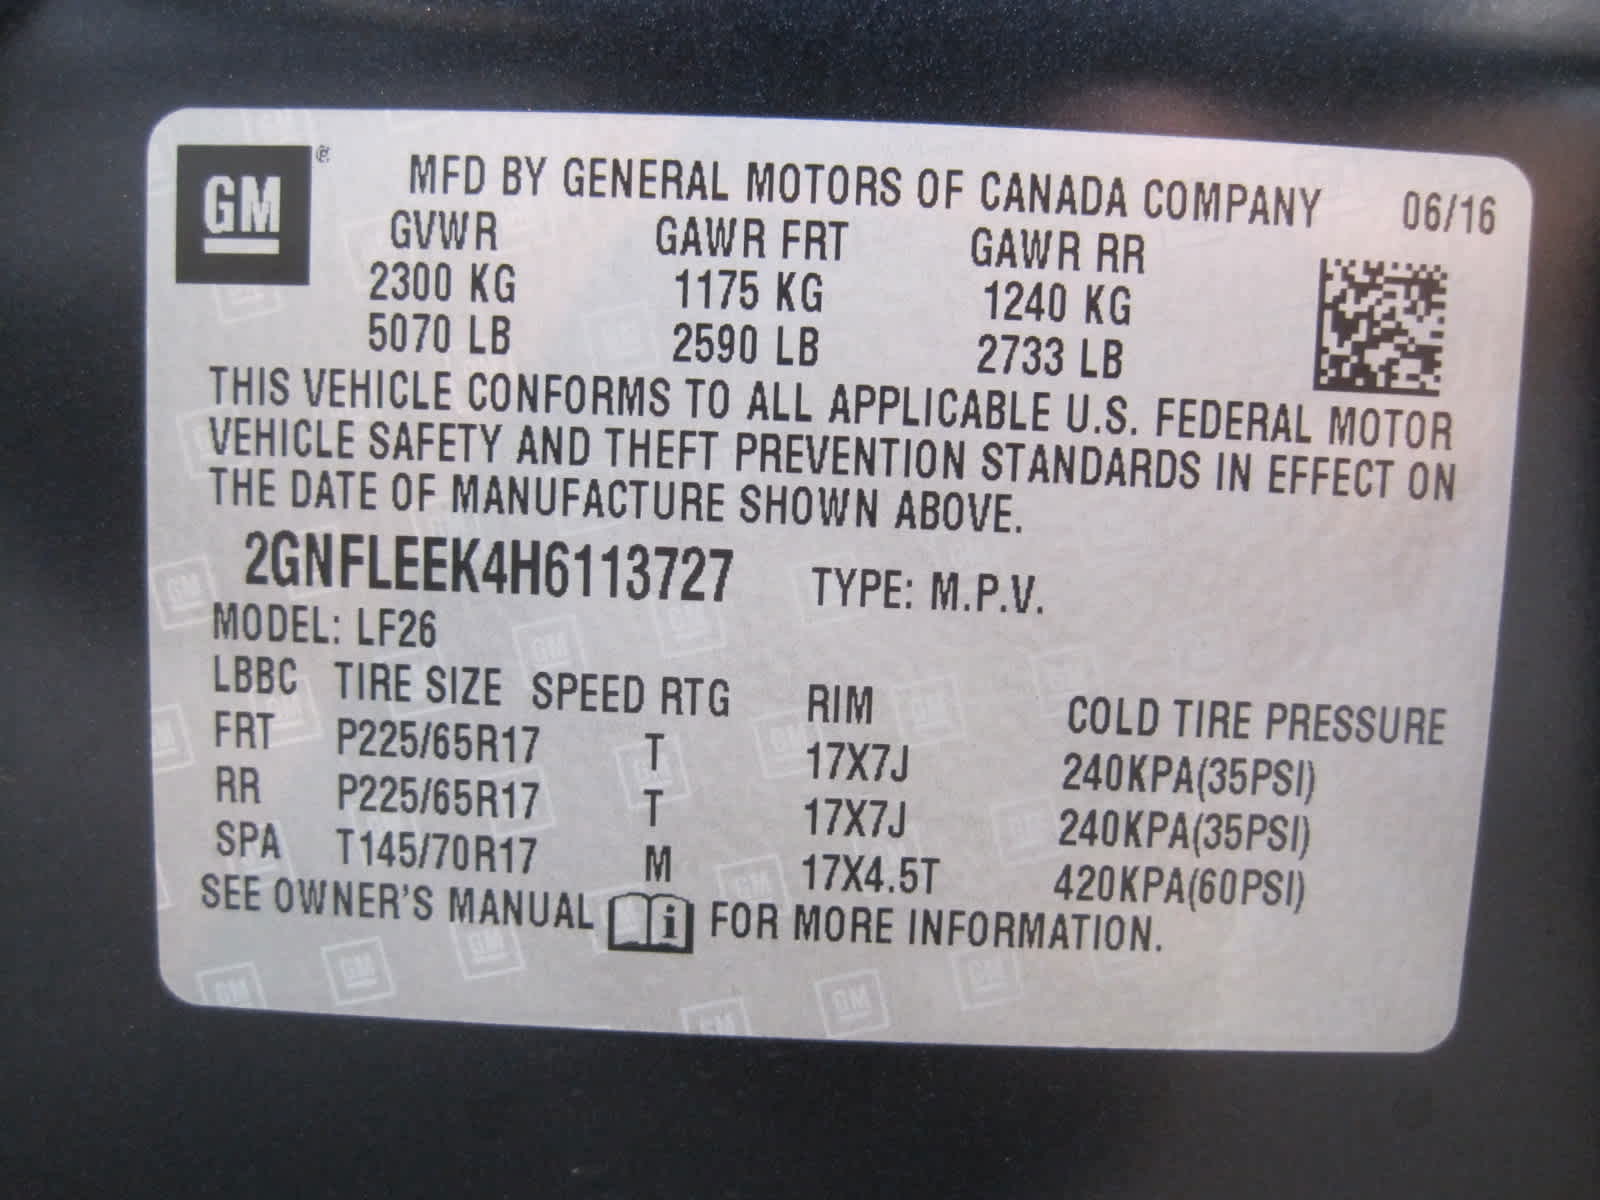 GM ® MFD BY GENERAL MOTORS OF CANADA COMPANY 06/16
GVWR GAWR FRT GAWR RR
2300 KG 1175 KG 1240 KG
5070 LB 2590 LB 2733 LB
THIS VEHICLE CONFORMS TO ALL APPLICABLE U.S. FEDERAL MOTOR
VEHICLE SAFETY AND THEFT PREVENTION STANDARDS IN EFFECT ON
THE DATE OF MANUFACTURE SHOWN ABOVE.
2GNFLEEK4H6113727 TYPE: M.P.V.
MODEL: LF26
LBBC TIRE SIZE SPEED RTG RIM COLD TIRE PRESSURE
FRT P225/65R17 T 17X7J 240KPA(35PSI)
RR P225/65R17 T 17X7J 240KPA(35PSI)
SPA T145/70R17 M 17X4.5T 420KPA(60PSI)
SEE OWNER'S MANUAL i FOR MORE INFORMATION.